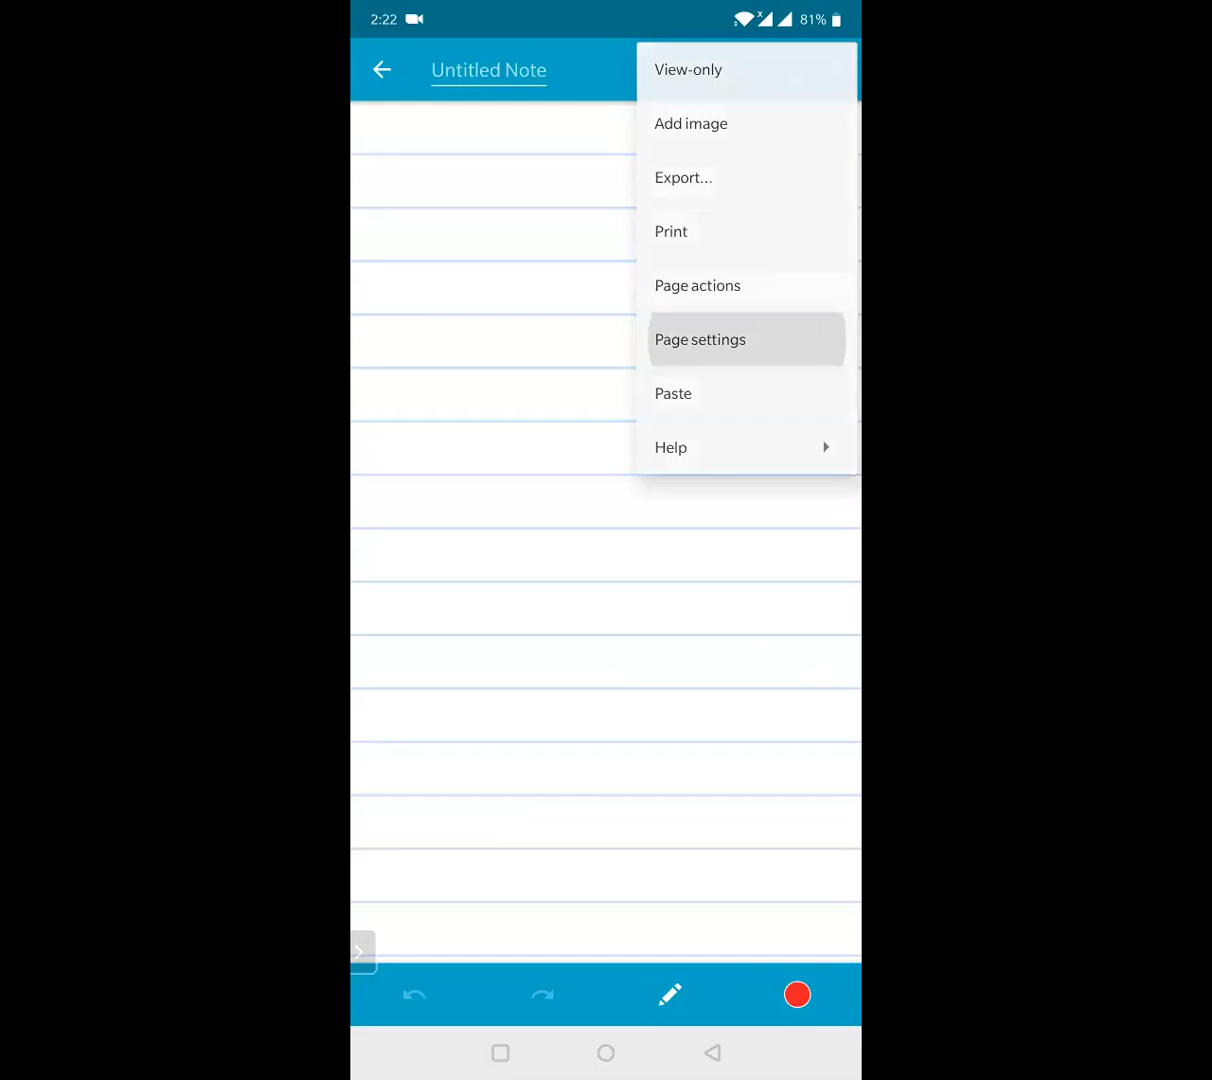 2:22 81%
Untitled Note
View-only
Add image
Export...
Print
Page actions
Page settings
Paste
Help